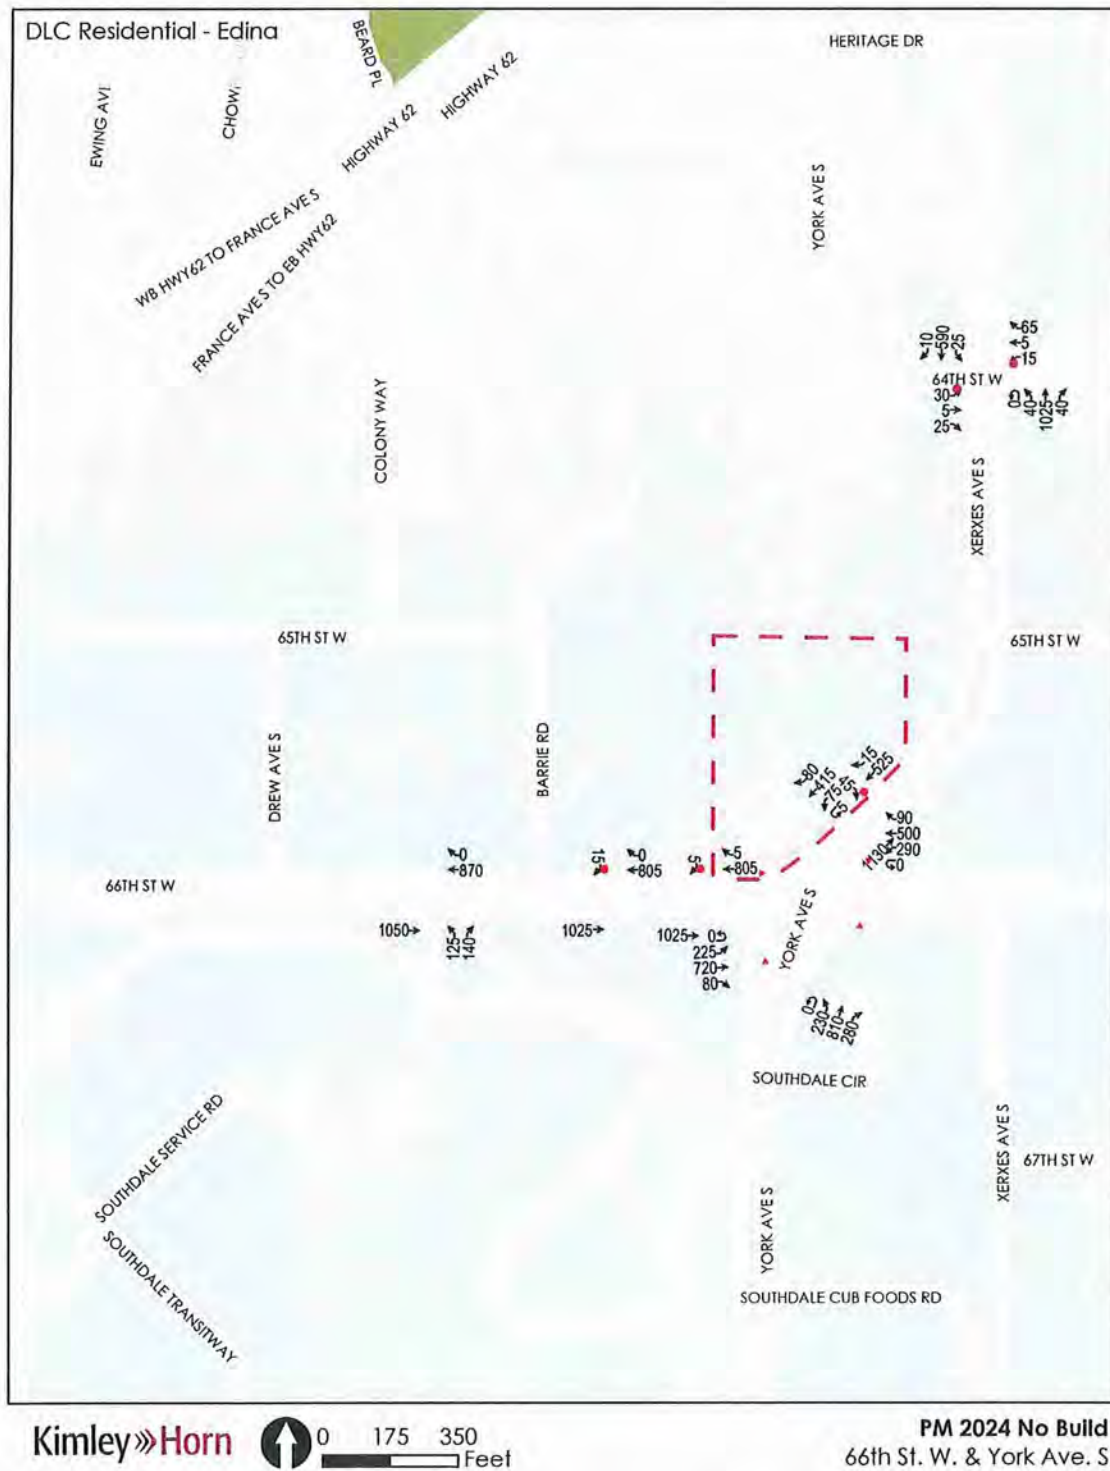 DLC Residential - Edina
BEARD PL
HERITAGE DR
EWING AVE
CHOW
HIGHWAY 62
HIGHWAY 62
YORK AVE S
WB HWY62 TO FRANCE AVE S
FRANCE AVE S TO EB HWY62
10
590
25
65
5
15
64TH ST W
30
5
25
0
40
1025
40
COLONY WAY
XERXES AVE S
65TH ST W
65TH ST W
DREW AVE S
BARRIE RD
15
525
80
415
75
5
45
90
500
290
0
1130
0
870
15
0
805
5
5
805
66TH ST W
1050
125
140
1025
1025
0
225
720
80
YORK AVE S
0
230
810
280
SOUTHDALE CIR
SOUTHDALE SERVICE RD
XERXES AVE S
67TH ST W
YORK AVE S
SOUTHDALE TRANSITWAY
SOUTHDALE CUB FOODS RD
Kimley»Horn
0 175 350
Feet
PM 2024 No Build
66th St. W. & York Ave. S